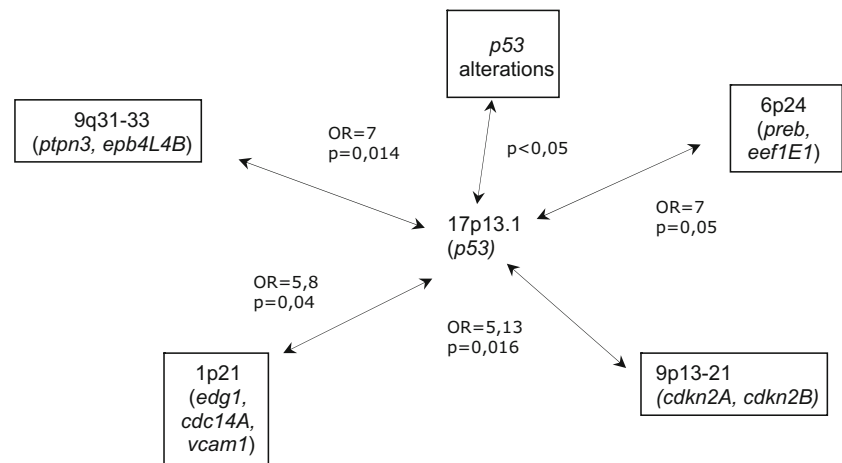 p53
alterations
9q31-33
(ptpn3, epb4L4B)
OR=7
p=0,014
p<0,05
6p24
(preb,
eef1E1)
OR=7
p=0,05
17p13.1
(p53)
OR=5,8
p=0,04
OR=5,13
p=0,016
1p21
(edg1,
cdc14A,
vcam1)
9p13-21
(cdkn2A, cdkn2B)